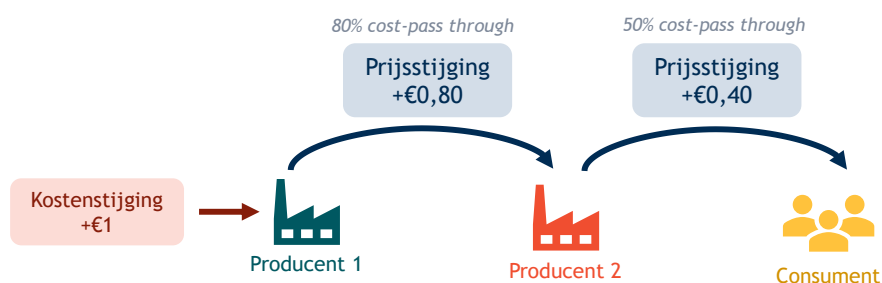 80% cost-pass through
50% cost-pass through
Prijsstijging
+€0,80
Prijsstijging
+€0,40
Kostenstijging
+€1
Producent 1
Producent 2
Consument